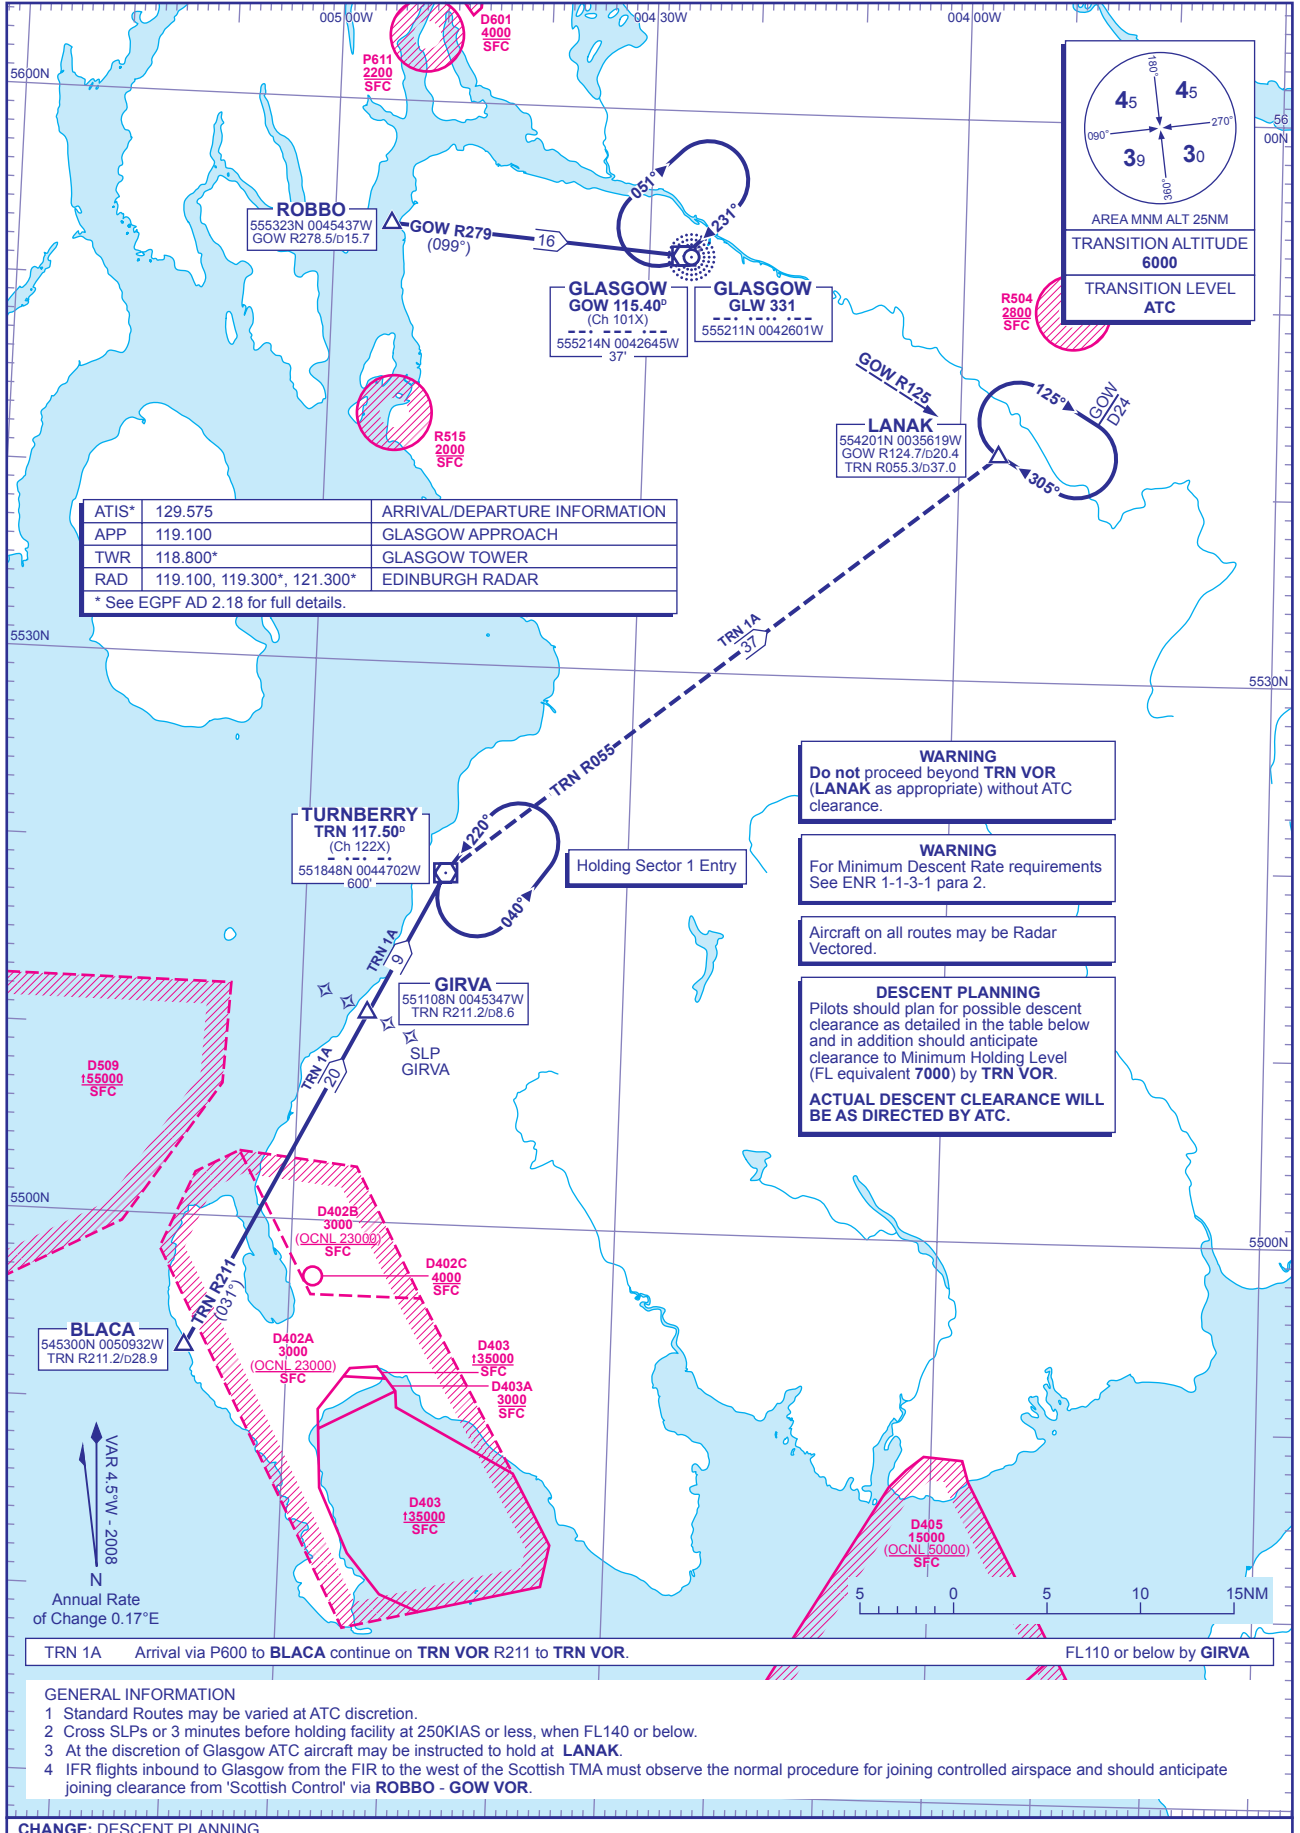 005 00W
004 30W
004 00W
D601
4000
SFC
P611
2200
SFC
5600N
56
00N
180°
45
45
090°
270°
39
30
360°
AREA MNM ALT 25NM
TRANSITION ALTITUDE
6000
TRANSITION LEVEL
ATC
051°
231°
ROBBO
555323N 0045437W
GOW R278.5/D15.7
GOW R279
(099°)
16
GLASGOW
GOW 115.40D
(Ch 101X)
555214N 0042645W
37'
GLASGOW
GLW 331
555211N 0042601W
R504
2800
SFC
GOW R125
LANAK
554201N 0035619W
GOW R124.7/D20.4
TRN R055.3/D37.0
125°
GOW
D24
305°
R515
2000
SFC
ATIS* 129.575 ARRIVAL/DEPARTURE INFORMATION
APP 119.100 GLASGOW APPROACH
TWR 118.800* GLASGOW TOWER
RAD 119.100, 119.300*, 121.300* EDINBURGH RADAR
* See EGPF AD 2.18 for full details.
5530N
5530N
TRN 1A
37
TRN R055
WARNING
Do not proceed beyond TRN VOR
(LANAK as appropriate) without ATC
clearance.
TURNBERRY
TRN 117.50D
(Ch 122X)
551848N 0044702W
600'
220°
040°
Holding Sector 1 Entry
WARNING
For Minimum Descent Rate requirements
See ENR 1-1-3-1 para 2.
Aircraft on all routes may be Radar
Vectored.
TRN 1A
9
GIRVA
551108N 0045347W
TRN R211.2/D8.6
SLP
GIRVA
DESCENT PLANNING
Pilots should plan for possible descent
clearance as detailed in the table below
and in addition should anticipate
clearance to Minimum Holding Level
(FL equivalent 7000) by TRN VOR.
ACTUAL DESCENT CLEARANCE WILL
BE AS DIRECTED BY ATC.
D509
†55000
SFC
TRN 1A
20
5500N
5500N
D402B
3000
(OCNL 23000)
SFC
D402C
4000
SFC
TRN R211
(031°)
BLACA
545300N 0050932W
TRN R211.2/D28.9
D402A
3000
(OCNL 23000)
SFC
D403
†35000
SFC
D403A
3000
SFC
VAR 4.5°W - 2008
N
Annual Rate
of Change 0.17°E
D403
†35000
SFC
D405
15000
(OCNL 50000)
SFC
5 0 5 10 15NM
TRN 1A Arrival via P600 to BLACA continue on TRN VOR R211 to TRN VOR. FL110 or below by GIRVA
GENERAL INFORMATION
1 Standard Routes may be varied at ATC discretion.
2 Cross SLPs or 3 minutes before holding facility at 250KIAS or less, when FL140 or below.
3 At the discretion of Glasgow ATC aircraft may be instructed to hold at LANAK.
4 IFR flights inbound to Glasgow from the FIR to the west of the Scottish TMA must observe the normal procedure for joining controlled airspace and should anticipate
joining clearance from 'Scottish Control' via ROBBO - GOW VOR.
CHANGE: DESCENT PLANNING